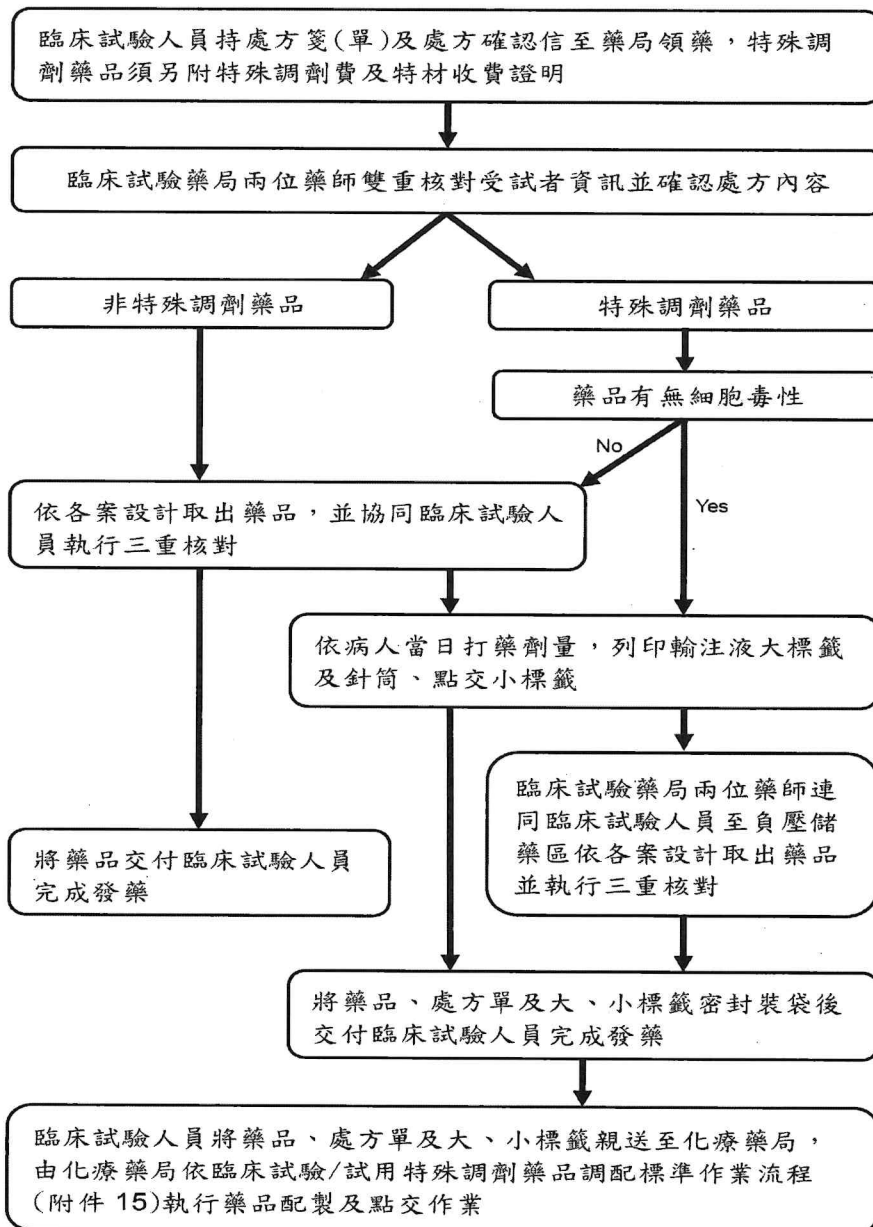 臨床試驗人員持處方箋(單)及處方確認信至藥局領藥，特殊調
劑藥品須另附特殊調劑費及特材收費證明
臨床試驗藥局兩位藥師雙重核對受試者資訊並確認處方內容
非特殊調劑藥品
特殊調劑藥品
藥品有無細胞毒性
No
Yes
依各案設計取出藥品，並協同臨床試驗人
員執行三重核對
依病人當日打藥劑量，列印輸注液大標籤
及針筒、點交小標籤
臨床試驗藥局兩位藥師連
同臨床試驗人員至負壓儲
藥區依各案設計取出藥品
並執行三重核對
將藥品交付臨床試驗人員
完成發藥
將藥品、處方單及大、小標籤密封裝袋後
交付臨床試驗人員完成發藥
臨床試驗人員將藥品、處方單及大、小標籤親送至化療藥局，
由化療藥局依臨床試驗/試用特殊調劑藥品調配標準作業流程
(附件 15)執行藥品配製及點交作業